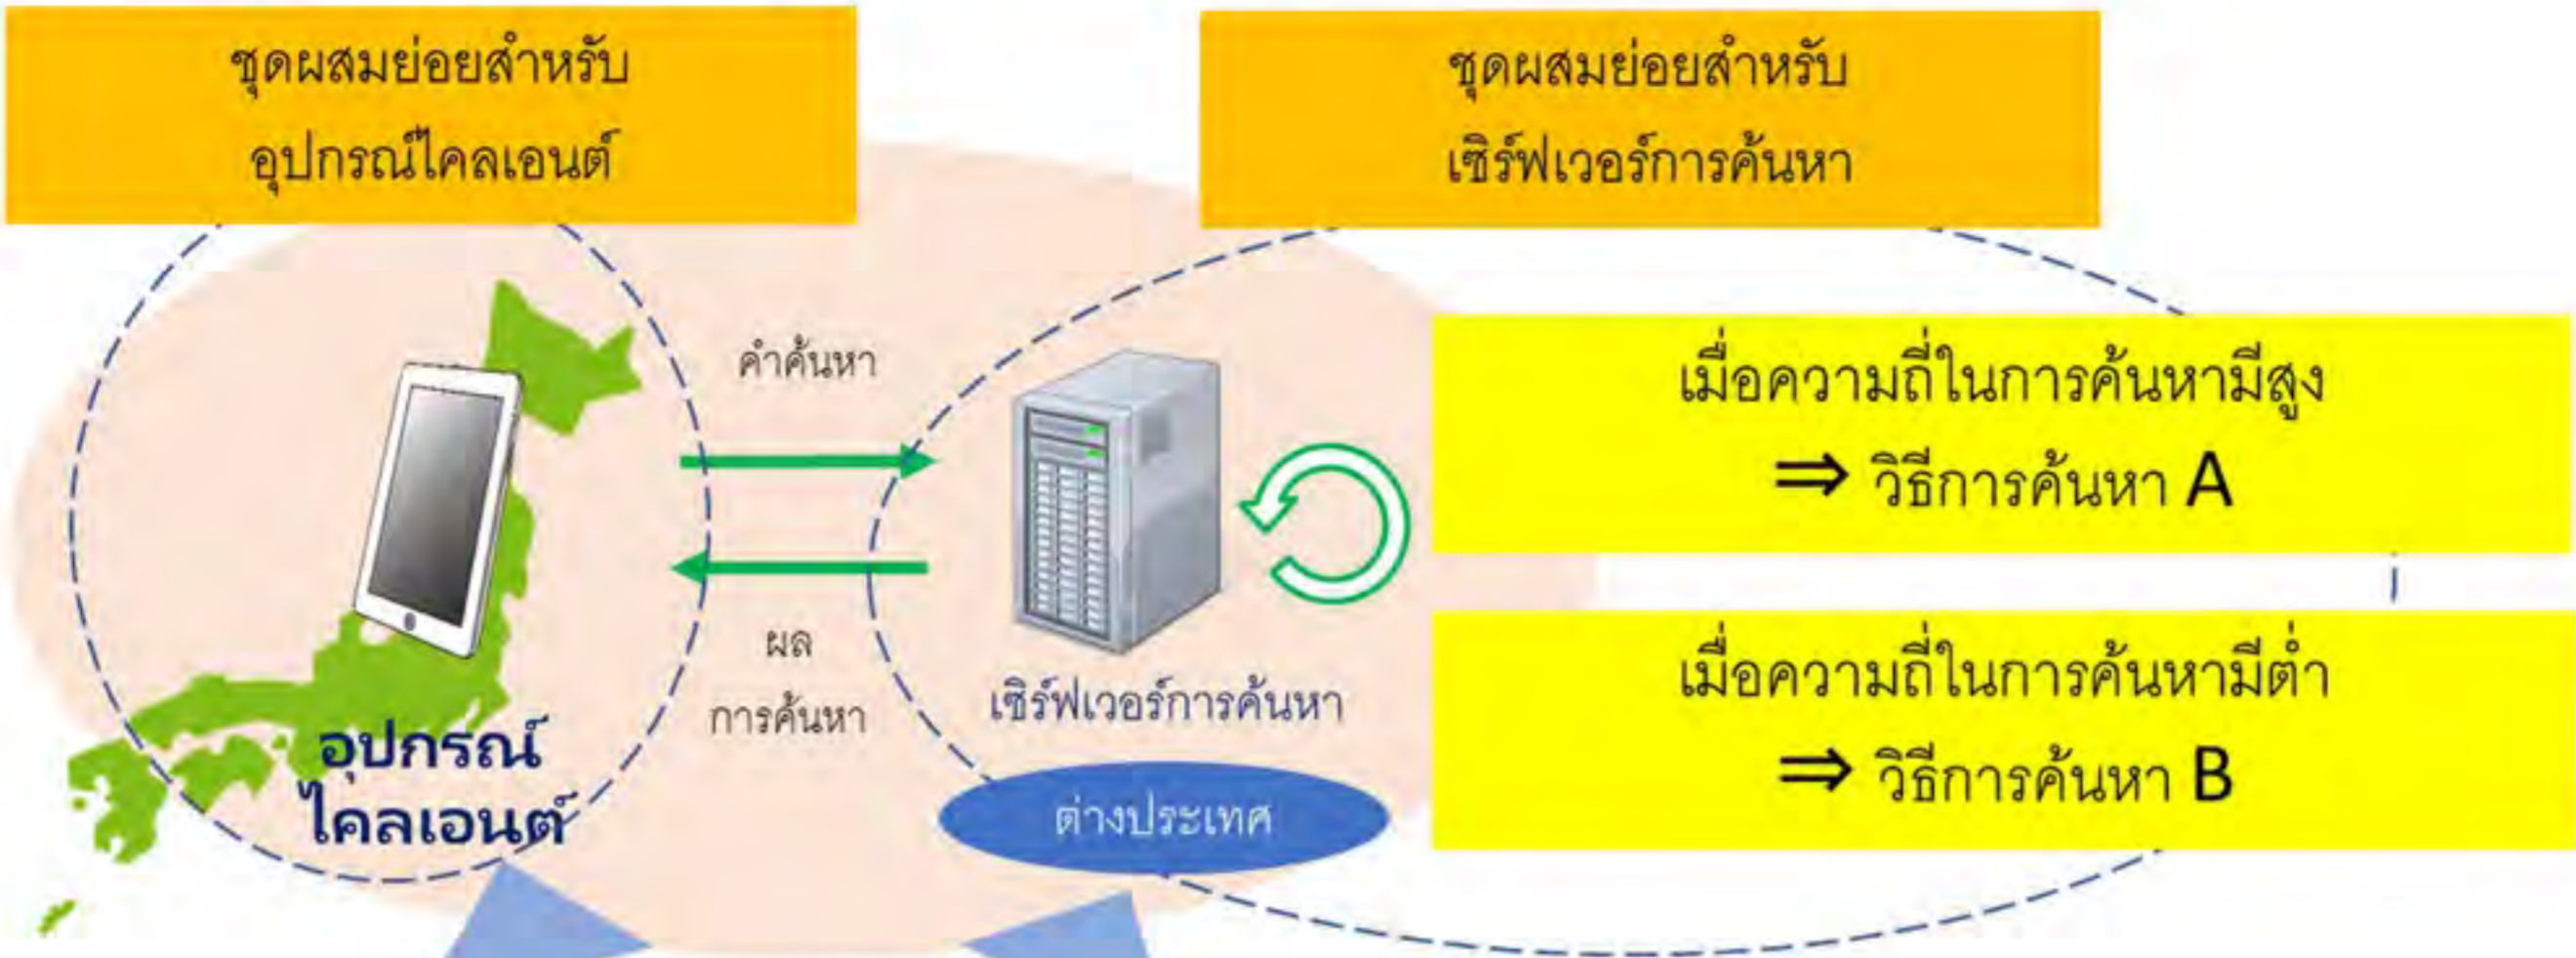 ชุดผสมย่อยสำหรับ
อุปกรณ์ไคลเอนต์
ชุดผสมย่อยสำหรับ
เซิร์ฟเวอร์การค้นหา
คำค้นหา
ผล
การค้นหา
อุปกรณ์
ไคลเอนต์
เซิร์ฟเวอร์การค้นหา
ต่างประเทศ
เมื่อความถี่ในการค้นหามีสูง
⇒ วิธีการค้นหา A
เมื่อความถี่ในการค้นหามีต่ำ
⇒ วิธีการค้นหา B